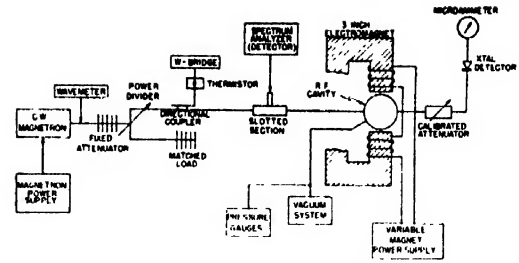 MICROAMMETER
SPECTRUM
ANALYZER
(DETECTOR)
3 INCH
ELECTROMAGNET
W-BRIDGE
XTAL
DETECTOR
POWER
DIVIDER
THERMISTOR
WAVEMETER
R F
CAVITY
C.W.
MAGNETRON
DIRECTIONAL
COUPLER
SLOTTED
SECTION
FIXED
ATTENUATOR
CALIBRATED
ATTENUATOR
MATCHED
LOAD
MAGNETRON
POWER
SUPPLY
VACUUM
SYSTEM
PRESSURE
GAUGES
VARIABLE
MAGNET
POWER SUPPLY